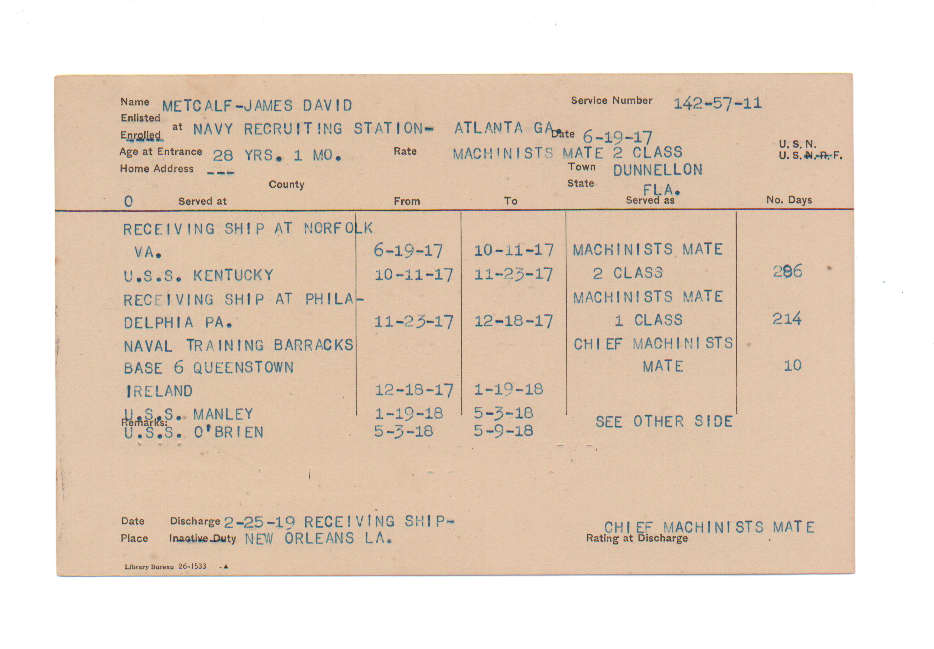 Name METCALF-JAMES DAVID Service Number 142-57-11
Enlisted
Enrolled at NAVY RECRUITING STATION- ATLANTA GA. Date 6-19-17
U.S.N.
Age at Entrance 28 YRS. 1 MO. Rate MACHINISTS MATE 2 CLASS U.S.N.R.F.
Home Address --- Town DUNNELLON
County State FLA.
O Served at From To Served as No. Days
RECEIVING SHIP AT NORFOLK
VA. 6-19-17 10-11-17 MACHINISTS MATE
U.S.S. KENTUCKY 10-11-17 11-23-17 2 CLASS 286
RECEIVING SHIP AT PHILA- MACHINISTS MATE
DELPHIA PA. 11-23-17 12-18-17 1 CLASS 214
NAVAL TRAINING BARRACKS CHIEF MACHINISTS
BASE 6 QUEENSTOWN MATE 10
IRELAND 12-18-17 1-19-18
U.S.S. MANLEY 1-19-18 5-3-18 SEE OTHER SIDE
Remarks:
U.S.S. O'BRIEN 5-3-18 5-9-18
Date Discharge 2-25-19 RECEIVING SHIP- CHIEF MACHINISTS MATE
Place Inactive Duty NEW ORLEANS LA. Rating at Discharge
Library Bureau 26-1533